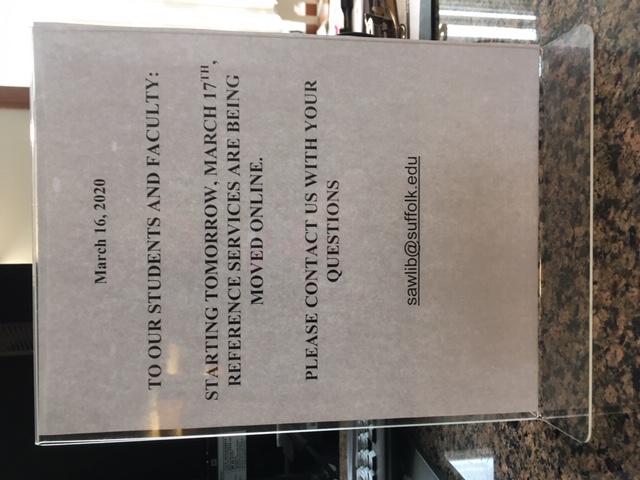 March 16, 2020
TO OUR STUDENTS AND FACULTY:
STARTING TOMORROW, MARCH 17TH,
REFERENCE SERVICES ARE BEING
MOVED ONLINE.
PLEASE CONTACT US WITH YOUR
QUESTIONS
sawlib@suffolk.edu